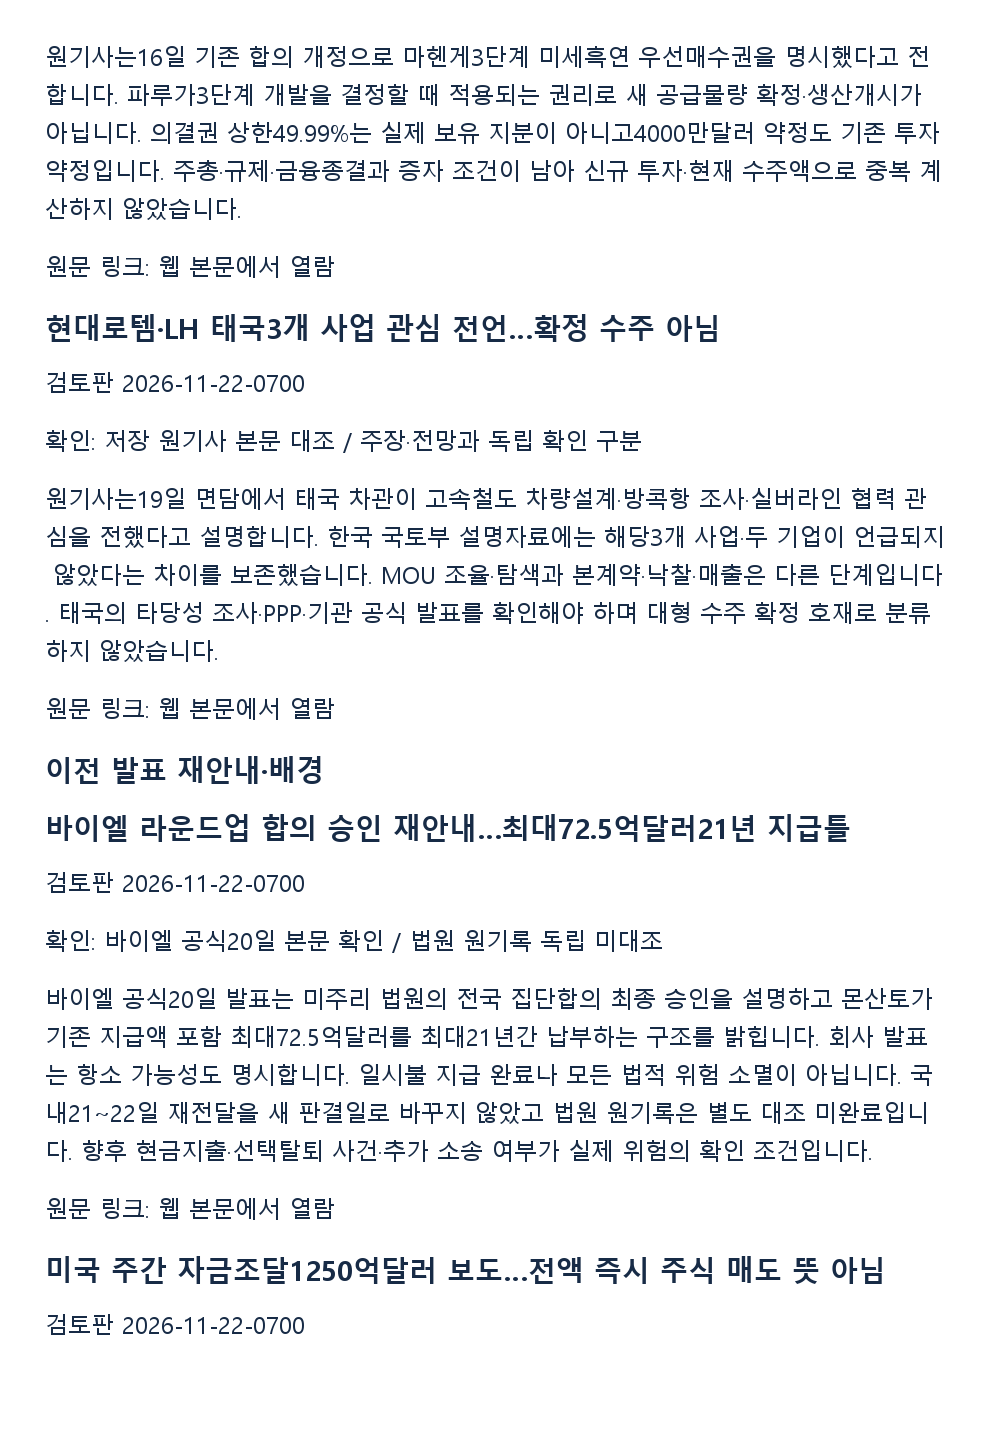 원기사는16일 기존 합의 개정으로 마헨게3단계 미세흑연 우선매수권을 명시했다고 전
합니다. 파루가3단계 개발을 결정할 때 적용되는 권리로 새 공급물량 확정·생산개시가
아닙니다. 의결권 상한49.99%는 실제 보유 지분이 아니고4000만달러 약정도 기존 투자
약정입니다. 주총·규제·금융종결과 증자 조건이 남아 신규 투자·현재 수주액으로 중복 계
산하지 않았습니다.
원문 링크: 웹 본문에서 열람
현대로템·LH 태국3개 사업 관심 전언...확정 수주 아님
검토판 2026-11-22-0700
확인: 저장 원기사 본문 대조 / 주장·전망과 독립 확인 구분
원기사는19일 면담에서 태국 차관이 고속철도 차량설계·방콕항 조사·실버라인 협력 관
심을 전했다고 설명합니다. 한국 국토부 설명자료에는 해당3개 사업·두 기업이 언급되지
않았다는 차이를 보존했습니다. MOU 조율·탐색과 본계약·낙찰·매출은 다른 단계입니다
. 태국의 타당성 조사·PPP·기관 공식 발표를 확인해야 하며 대형 수주 확정 호재로 분류
하지 않았습니다.
원문 링크: 웹 본문에서 열람
이전 발표 재안내·배경
바이엘 라운드업 합의 승인 재안내...최대72.5억달러21년 지급틀
검토판 2026-11-22-0700
확인: 바이엘 공식20일 본문 확인 / 법원 원기록 독립 미대조
바이엘 공식20일 발표는 미주리 법원의 전국 집단합의 최종 승인을 설명하고 몬산토가
기존 지급액 포함 최대72.5억달러를 최대21년간 납부하는 구조를 밝힙니다. 회사 발표
는 항소 가능성도 명시합니다. 일시불 지급 완료나 모든 법적 위험 소멸이 아닙니다. 국
내21~22일 재전달을 새 판결일로 바꾸지 않았고 법원 원기록은 별도 대조 미완료입니
다. 향후 현금지출·선택탈퇴 사건·추가 소송 여부가 실제 위험의 확인 조건입니다.
원문 링크: 웹 본문에서 열람
미국 주간 자금조달1250억달러 보도...전액 즉시 주식 매도 뜻 아님
검토판 2026-11-22-0700